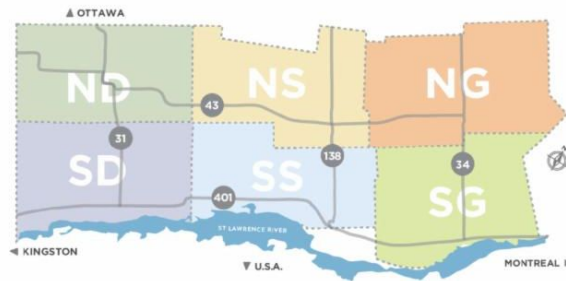 OTTAWA
ND
NS
NG
43
31
138
34
SD
SS
SG
401
ST LAWRENCE RIVER
KINGSTON
U.S.A.
MONTREAL